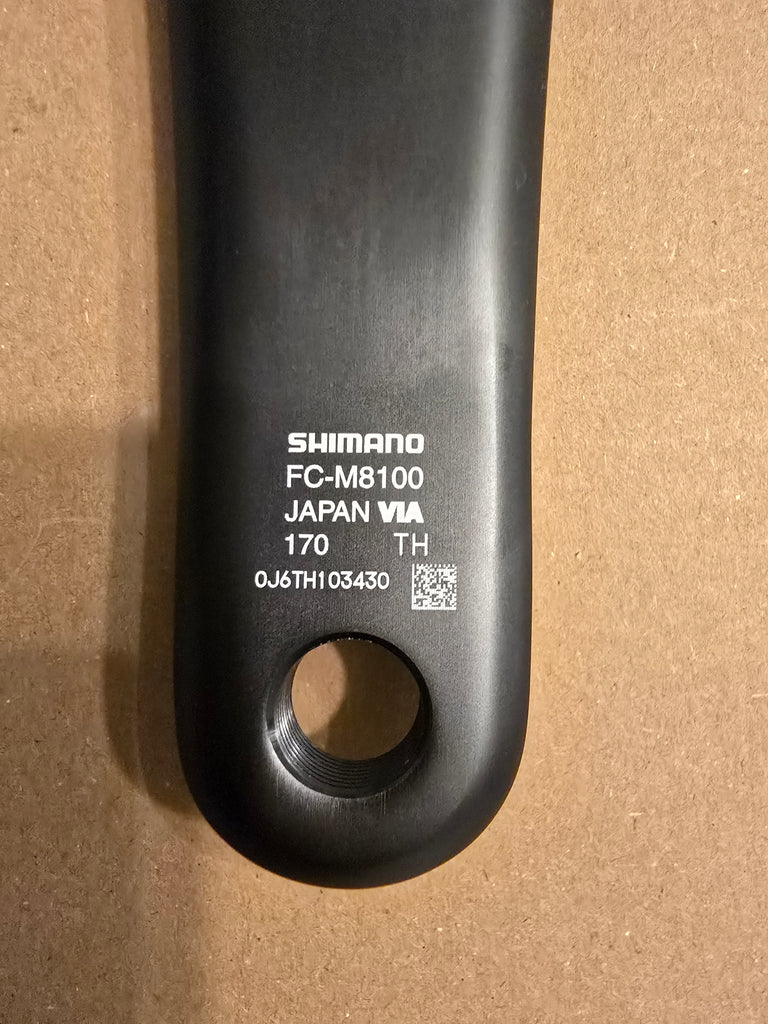 SHIMANO
FC-M8100
JAPAN VIA
170 TH
0J6TH103430